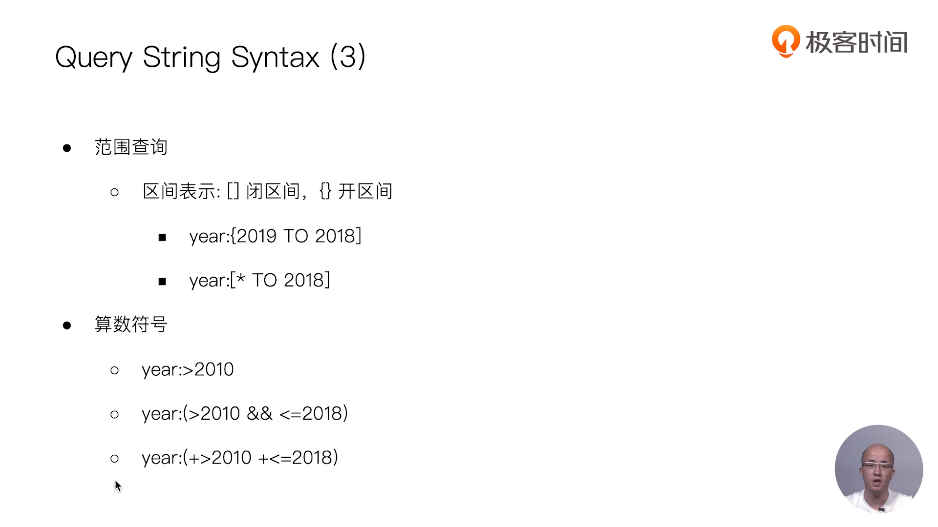 Query String Syntax (3)
极客时间
范围查询
区间表示: [] 闭区间，{} 开区间
year:{2019 TO 2018]
year:[* TO 2018]
算数符号
year:>2010
year:(>2010 && <=2018)
year:(+>2010 +<=2018)